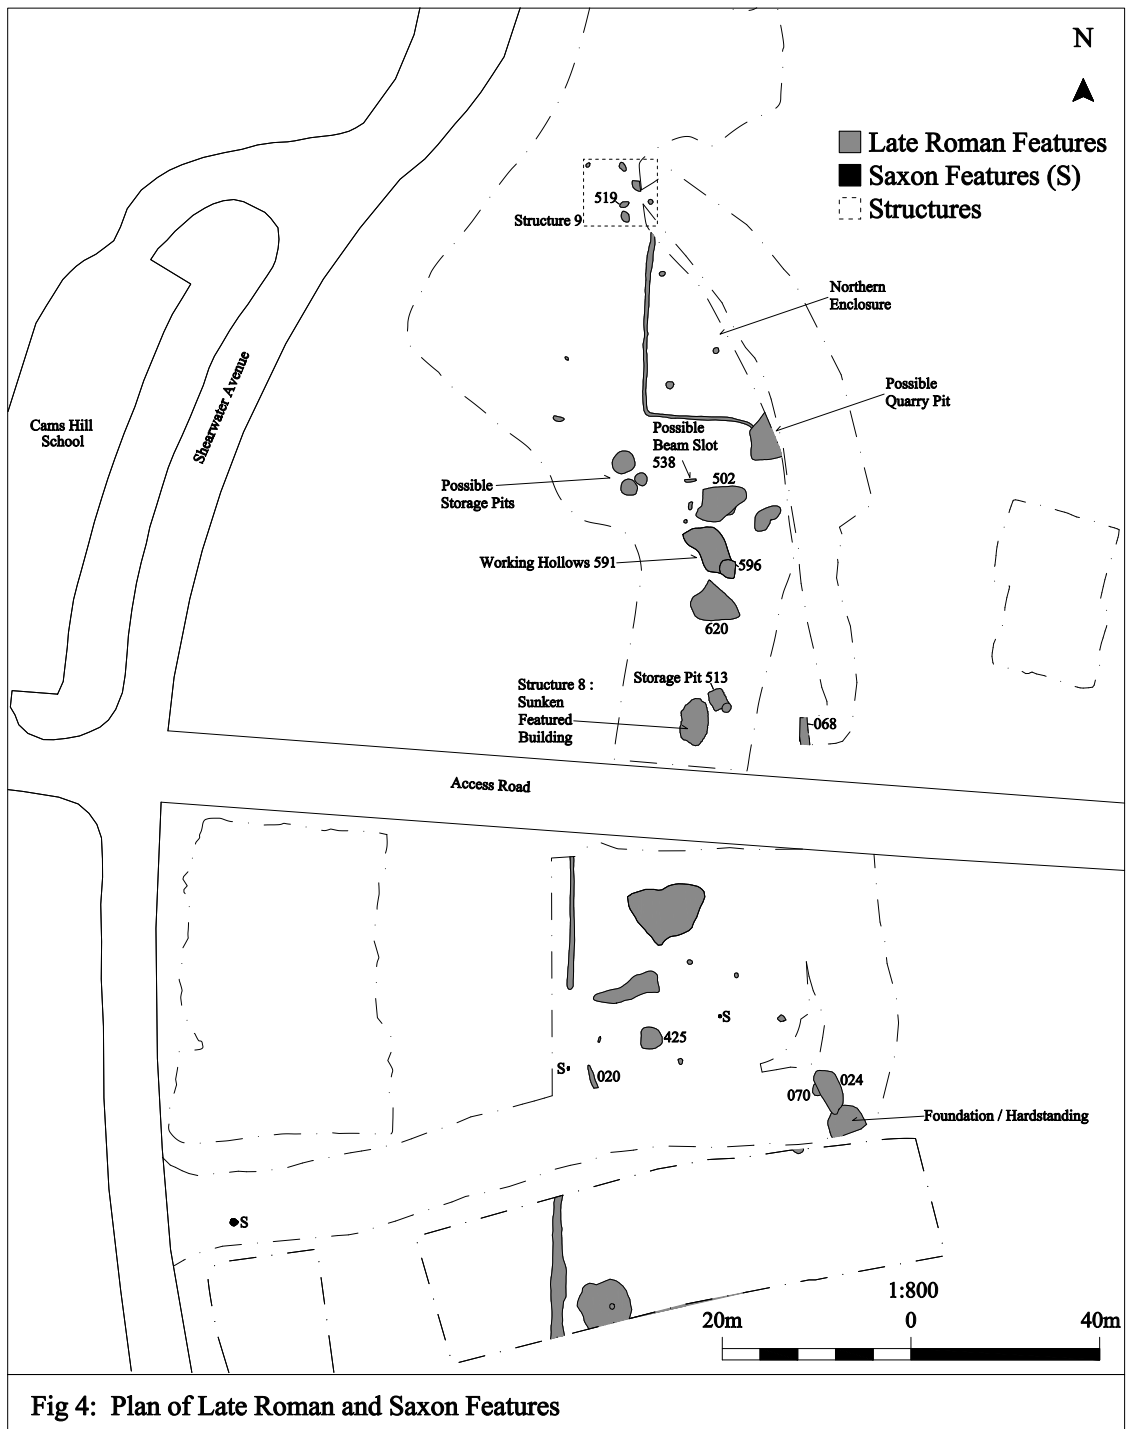 N
Late Roman Features
Saxon Features (S)
Structures
519
Structure 9
Northern
Enclosure
Possible
Quarry Pit
Cams Hill
School
Shearwater Avenue
Possible
Beam Slot
538
502
Possible
Storage Pits
Working Hollows 591
596
620
Structure 8 :
Sunken
Featured
Building
Storage Pit 513
068
Access Road
S
425
S
020
024
070
Foundation / Hardstanding
S
1:800
20m 0 40m
Fig 4: Plan of Late Roman and Saxon Features